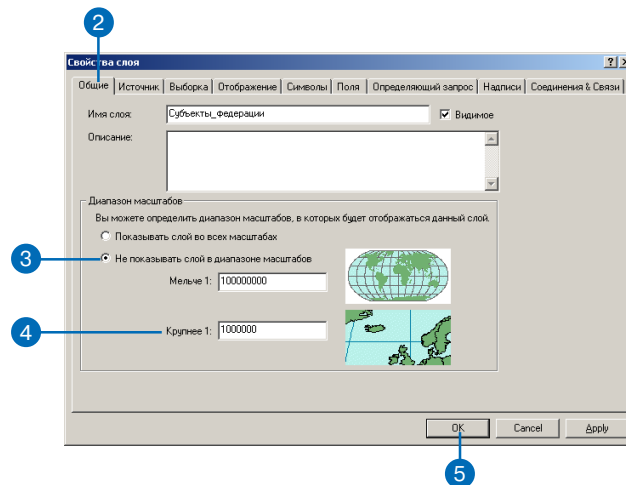 2
Свойства слоя
Общие Источник Выборка Отображение Символы Поля Определяющий запрос Надписи Соединения & Связи
Имя слоя: Субъекты_федерации Видимое
Описание:
Диапазон масштабов
Вы можете определить диапазон масштабов, в которых будет отображаться данный слой.
Показывать слой во всех масштабах
3 Не показывать слой в диапазоне масштабов
Мельче 1: 100000000
4 Крупнее 1: 1000000
OK Cancel Apply
5